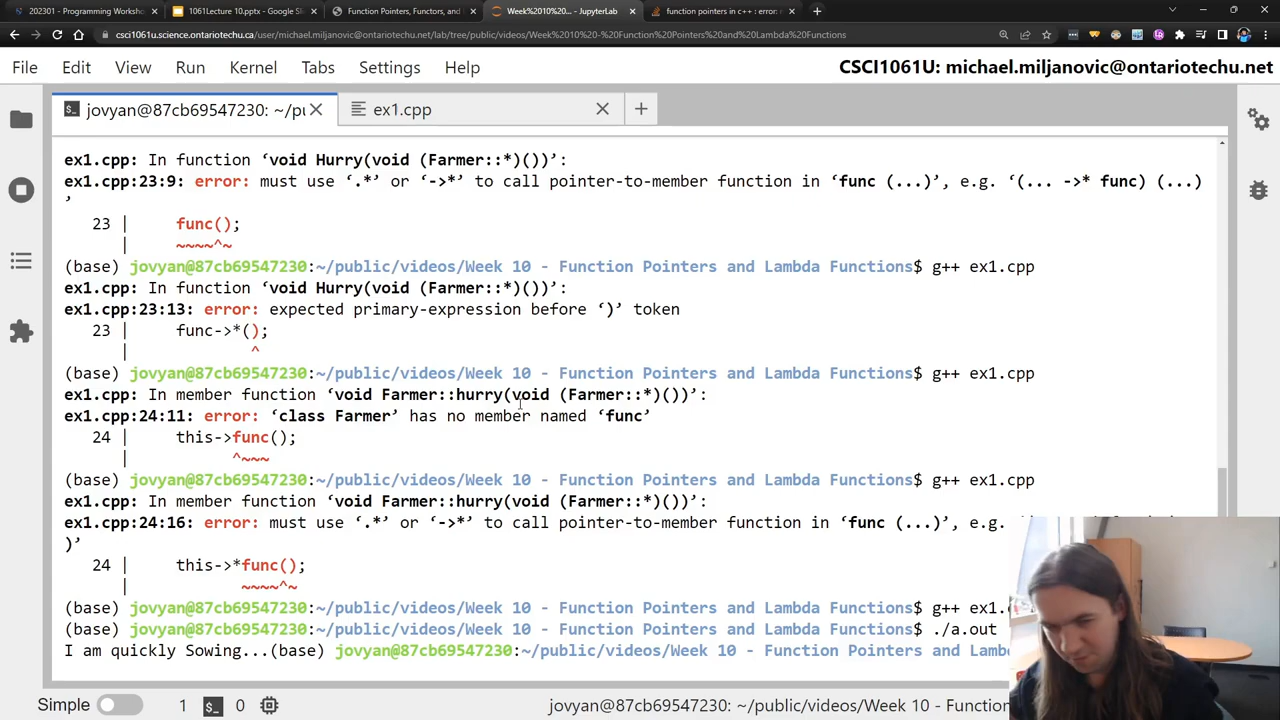 202301 - Programming Worksho
1061Lecture 10.pptx - Google Sl
Function Pointers, Functors, and
Week%2010%20... - JupyterLab
function pointers in c++ : error:
csci1061u.science.ontariotechu.ca/user/michael.miljanovic@ontariotechu.net/lab/tree/public/videos/Week%2010%20-%20Function%20Pointers%20and%20Lambda%20Functions
File Edit View Run Kernel Tabs Settings Help
CSCI1061U: michael.miljanovic@ontariotechu.net
jovyan@87cb69547230: ~/pu
ex1.cpp
ex1.cpp: In function ‘void Hurry(void (Farmer::*)())’:
ex1.cpp:23:9: error: must use ‘.*’ or ‘->*’ to call pointer-to-member function in ‘func (...)’, e.g. ‘(... ->* func) (...)
’
23 | func();
| ~~~~^~
(base) jovyan@87cb69547230:~/public/videos/Week 10 - Function Pointers and Lambda Functions$ g++ ex1.cpp
ex1.cpp: In function ‘void Hurry(void (Farmer::*)())’:
ex1.cpp:23:13: error: expected primary-expression before ‘)’ token
23 | func->*();
| ^
(base) jovyan@87cb69547230:~/public/videos/Week 10 - Function Pointers and Lambda Functions$ g++ ex1.cpp
ex1.cpp: In member function ‘void Farmer::hurry(void (Farmer::*)())’:
ex1.cpp:24:11: error: ‘class Farmer’ has no member named ‘func’
24 | this->func();
| ^~~~
(base) jovyan@87cb69547230:~/public/videos/Week 10 - Function Pointers and Lambda Functions$ g++ ex1.cpp
ex1.cpp: In member function ‘void Farmer::hurry(void (Farmer::*)())’:
ex1.cpp:24:16: error: must use ‘.*’ or ‘->*’ to call pointer-to-member function in ‘func (...)’, e.g.
)’
24 | this->*func();
| ~~~~^~
(base) jovyan@87cb69547230:~/public/videos/Week 10 - Function Pointers and Lambda Functions$ g++ ex1.
(base) jovyan@87cb69547230:~/public/videos/Week 10 - Function Pointers and Lambda Functions$ ./a.out
I am quickly Sowing...(base) jovyan@87cb69547230:~/public/videos/Week 10 - Function Pointers and Lamb
Simple 1 0 jovyan@87cb69547230: ~/public/videos/Week 10 - Function